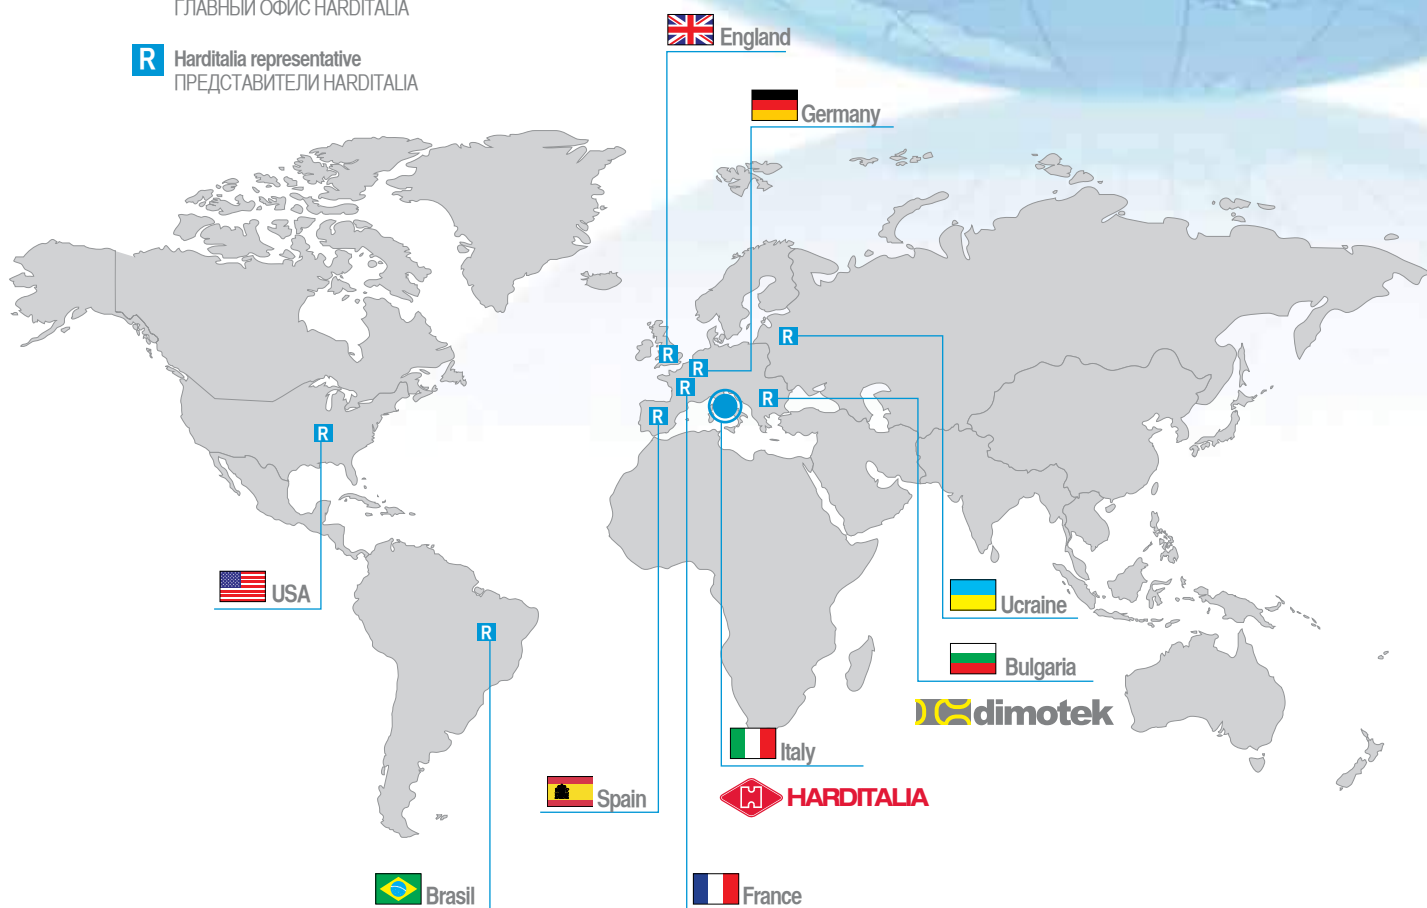 ГЛАВНЫЙ ОФИС HARDITALIA
R Harditalia representative
ПРЕДСТАВИТЕЛИ HARDITALIA
England
Germany
R
R
R
R
R
R
R
USA
Ucraine
R
Bulgaria
dimotek
Italy
Spain
H HARDITALIA
Brasil
France